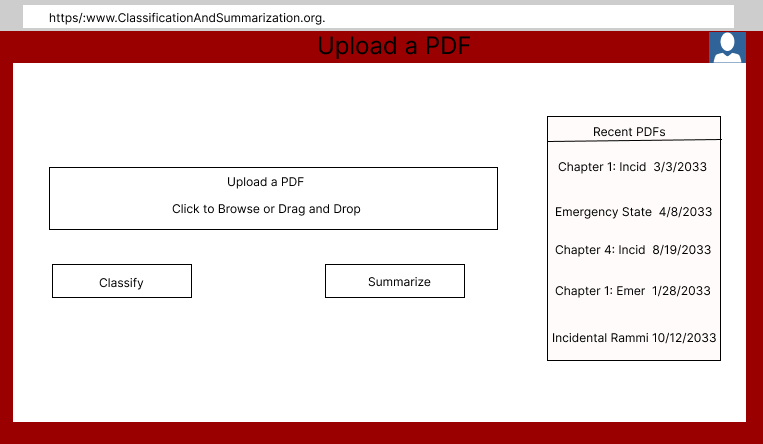 https/:www.ClassificationAndSummarization.org.
Upload a PDF
Recent PDFs
Upload a PDF
Click to Browse or Drag and Drop
Classify
Summarize
Chapter 1: Incid 3/3/2033
Emergency State 4/8/2033
Chapter 4: Incid 8/19/2033
Chapter 1: Emer 1/28/2033
Incidental Rammi 10/12/2033